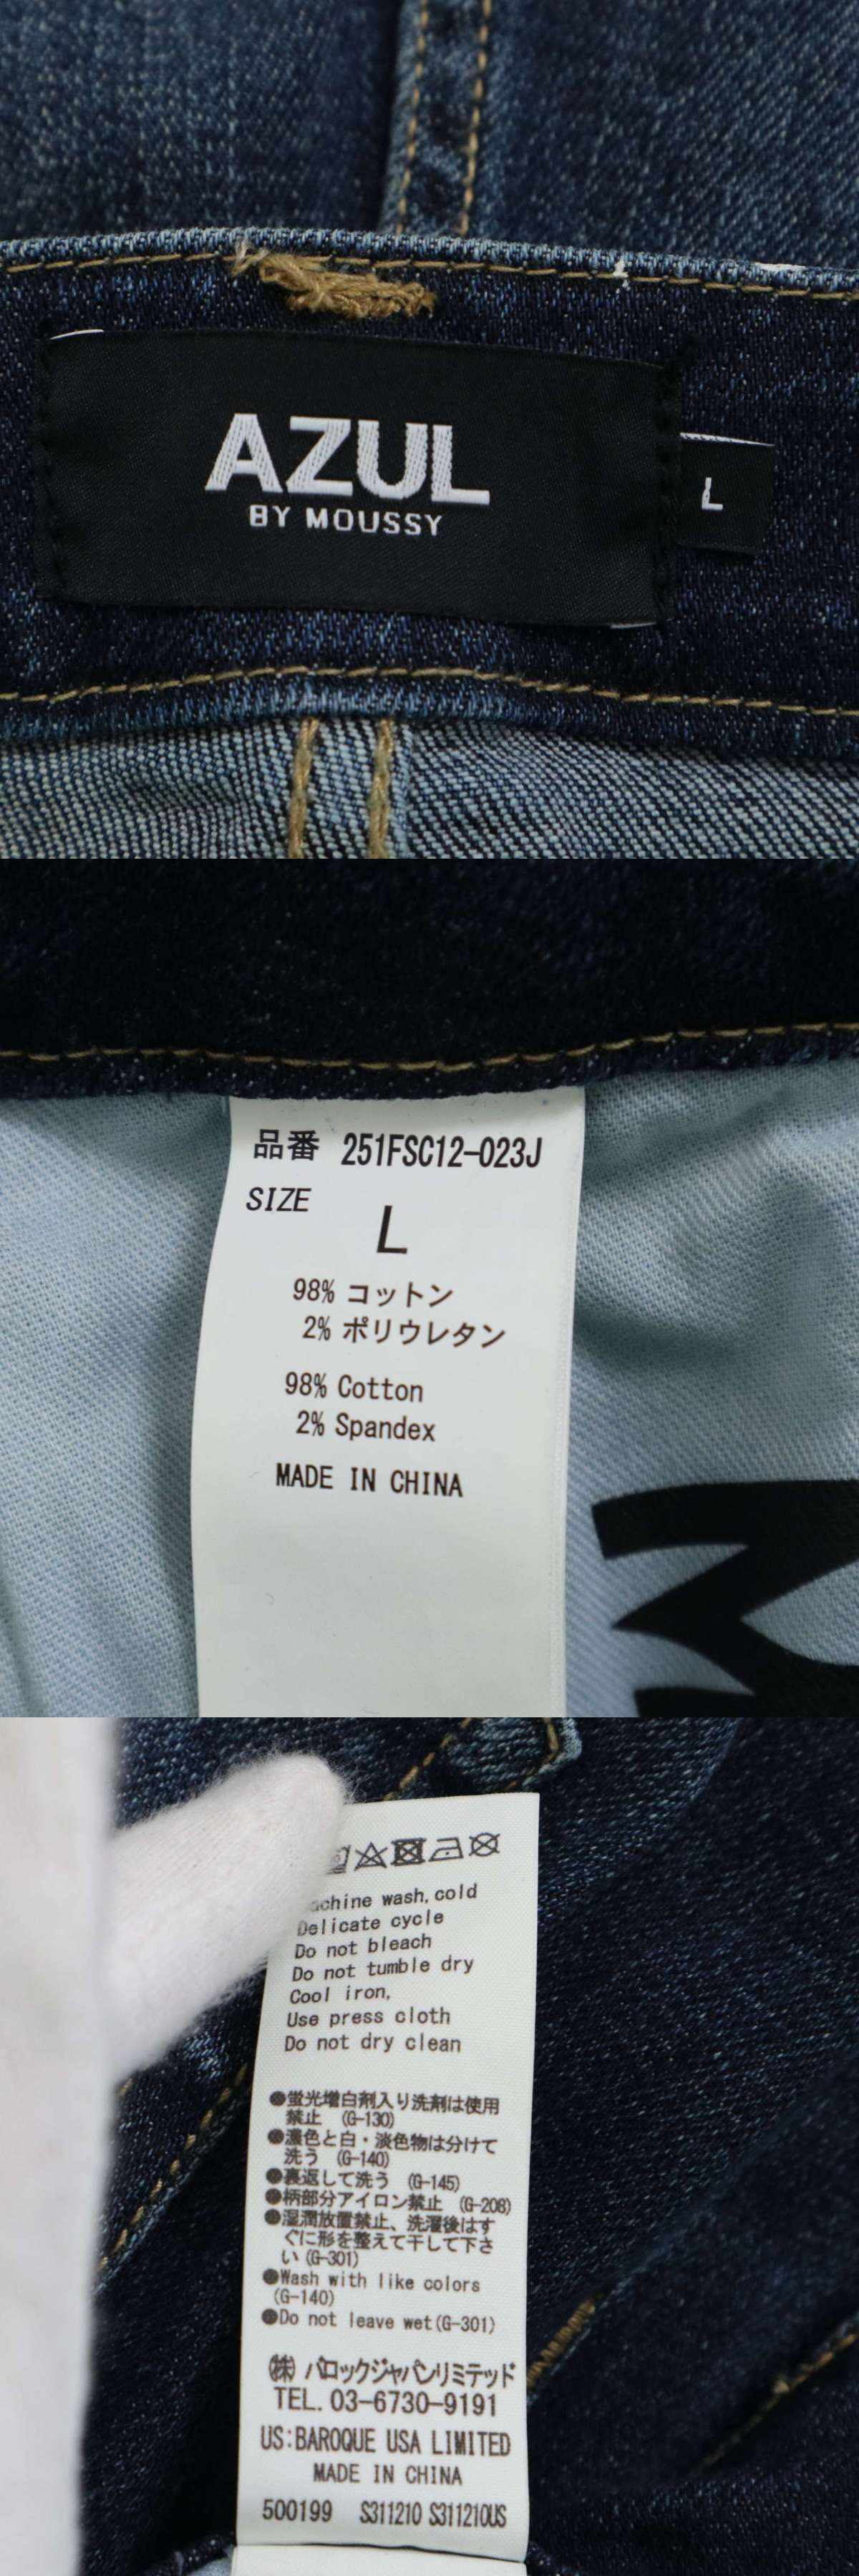 AZUL
BY MOUSSY
L
品番 251FSC12-023J
SIZE
L
98% コットン
2% ポリウレタン
98% Cotton
2% Spandex
MADE IN CHINA
M
wash,cold
Delicate cycle
Do not bleach
Do not tumble dry
Cool iron,
Use press cloth
Do not dry clean
●蛍光増白剤入り洗剤は使用
禁止 (G-130)
●濃色と白・淡色物は分けて
洗う (G-140)
●裏返して洗う (G-145)
●柄部分アイロン禁止 (G-208)
●湿潤放置禁止、洗濯後はす
ぐに形を整えて干して下さ
い (G-301)
●Wash with like colors
(G-140)
●Do not leave wet(G-301)
㈱ バロックジャパンリミテッド
TEL. 03-6730-9191
US:BAROQUE USA LIMITED
MADE IN CHINA
500199 S311210 S311210US